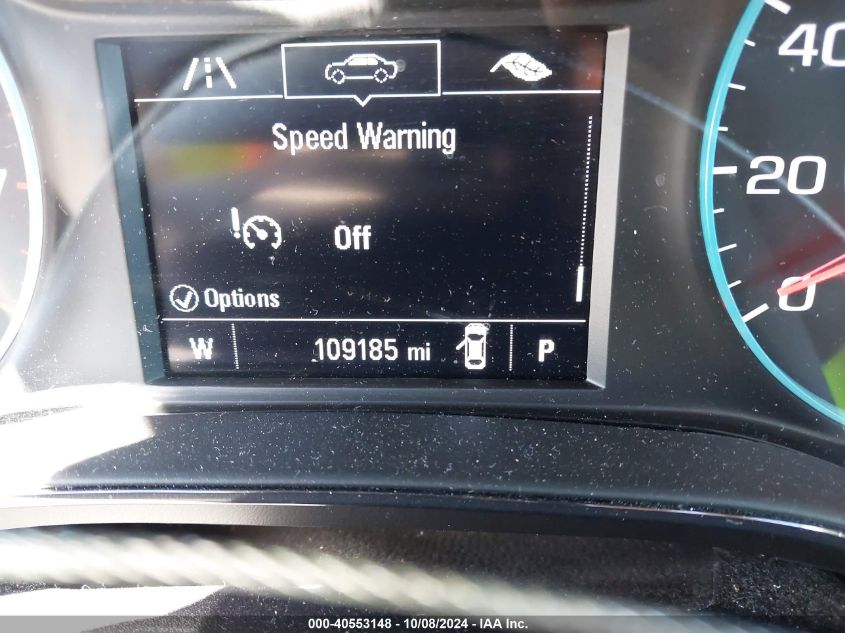 40
Speed Warning
20
Off
0
Options
W 109185 mi P
000-40553148 - 10/08/2024 - IAA Inc.